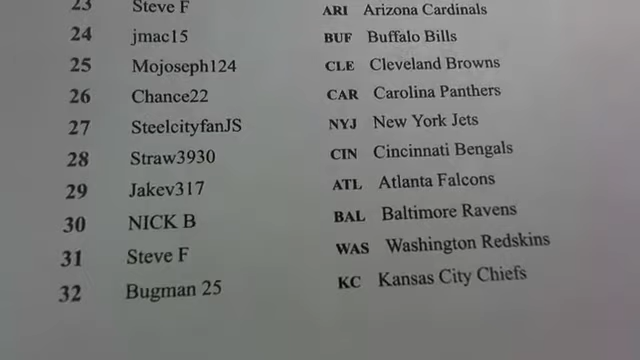 23 Steve F ARI Arizona Cardinals
24 jmac15 BUF Buffalo Bills
25 Mojoseph124 CLE Cleveland Browns
26 Chance22 CAR Carolina Panthers
27 SteelcityfanJS NYJ New York Jets
28 Straw3930 CIN Cincinnati Bengals
29 Jakev317 ATL Atlanta Falcons
30 NICK B BAL Baltimore Ravens
31 Steve F WAS Washington Redskins
32 Bugman 25 KC Kansas City Chiefs